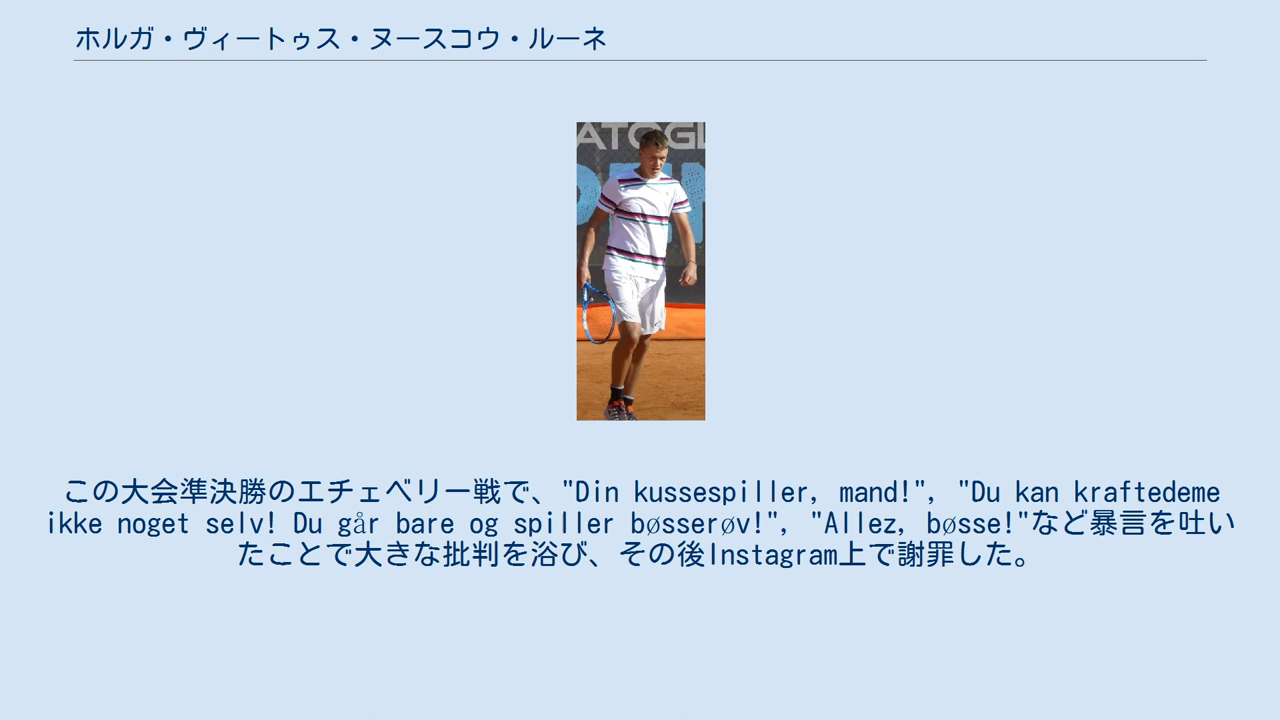 ホルガ・ヴィートゥス・ヌースコウ・ルーネ
ATOGL
この大会準決勝のエチェベリー戦で、"Din kussespiller, mand!", "Du kan kraftedeme
ikke noget selv! Du går bare og spiller bøsserøv!", "Allez, bøsse!"など暴言を吐い
たことで大きな批判を浴び、その後Instagram上で謝罪した。